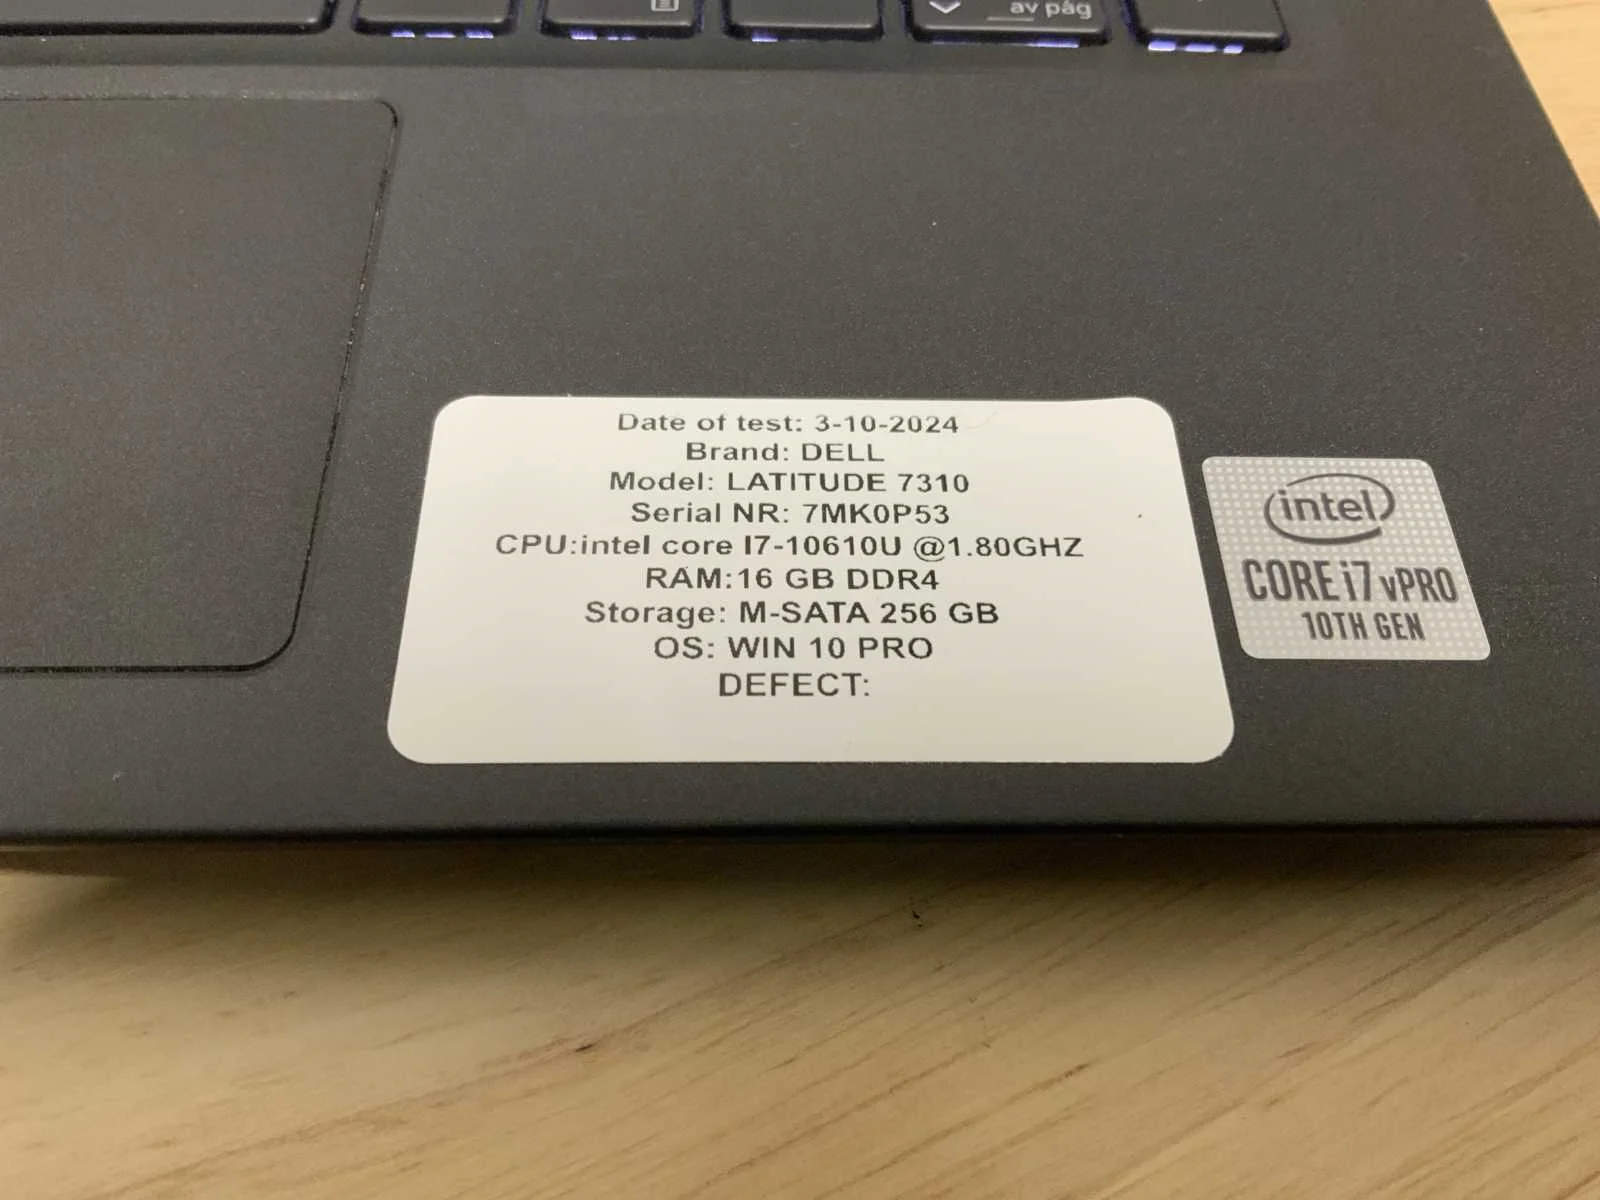 av pág
Date of test: 3-10-2024
Brand: DELL
Model: LATITUDE 7310
Serial NR: 7MK0P53
CPU:intel core I7-10610U @1.80GHZ
RAM:16 GB DDR4
Storage: M-SATA 256 GB
OS: WIN 10 PRO
DEFECT:
intel
CORE i7 vPRO
10TH GEN